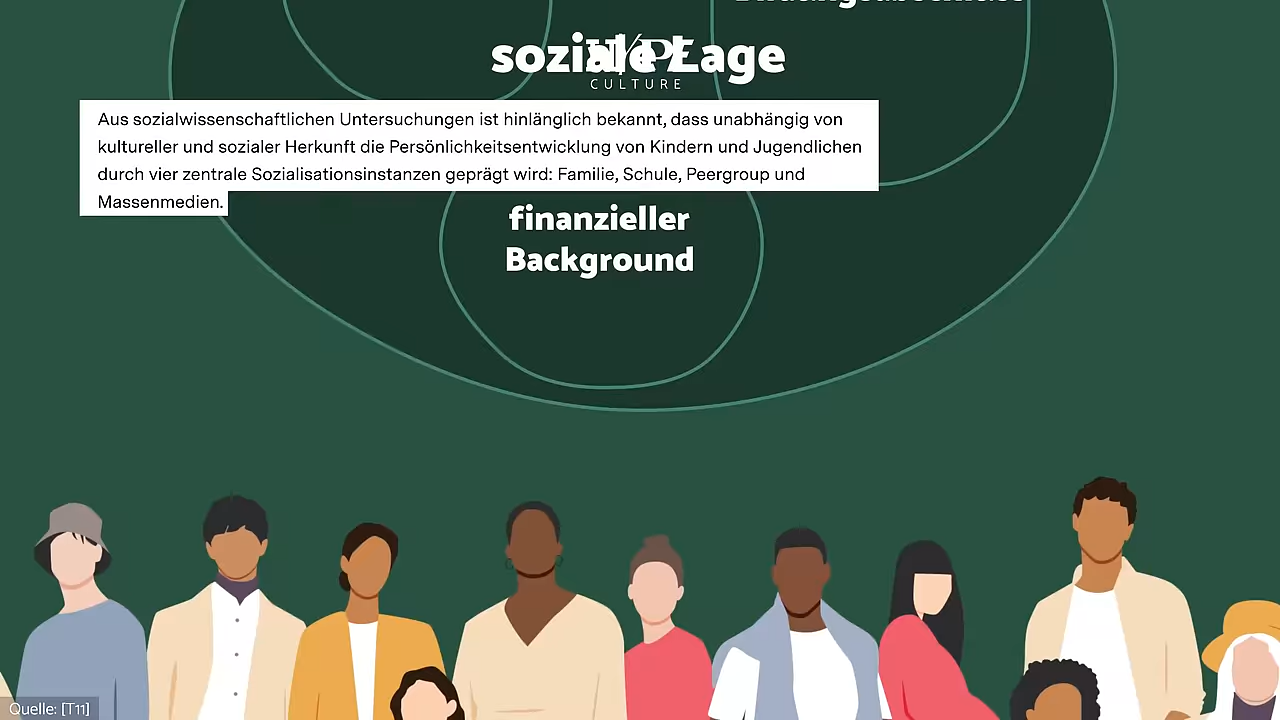 soziale Lage
HYPE
CULTURE
Aus sozialwissenschaftlichen Untersuchungen ist hinlänglich bekannt, dass unabhängig von
kultureller und sozialer Herkunft die Persönlichkeitsentwicklung von Kindern und Jugendlichen
durch vier zentrale Sozialisationsinstanzen geprägt wird: Familie, Schule, Peergroup und
Massenmedien.
finanzieller
Background
Quelle: [T11]